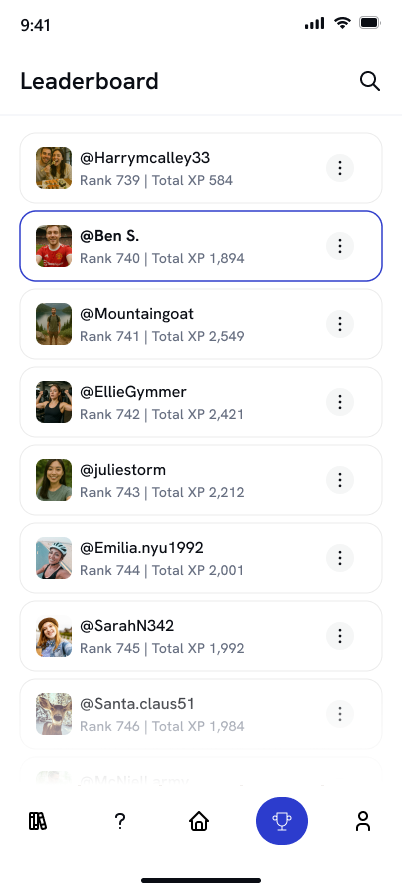 9:41
Leaderboard
@Harrymcalley33
Rank 739 | Total XP 584
@Ben S.
Rank 740 | Total XP 1,894
@Mountaingoat
Rank 741 | Total XP 2,549
@EllieGymmer
Rank 742 | Total XP 2,421
@juliestorm
Rank 743 | Total XP 2,212
@Emilia.nyu1992
Rank 744 | Total XP 2,001
@SarahN342
Rank 745 | Total XP 1,992
@Santa.claus51
Rank 746 | Total XP 1,984
?